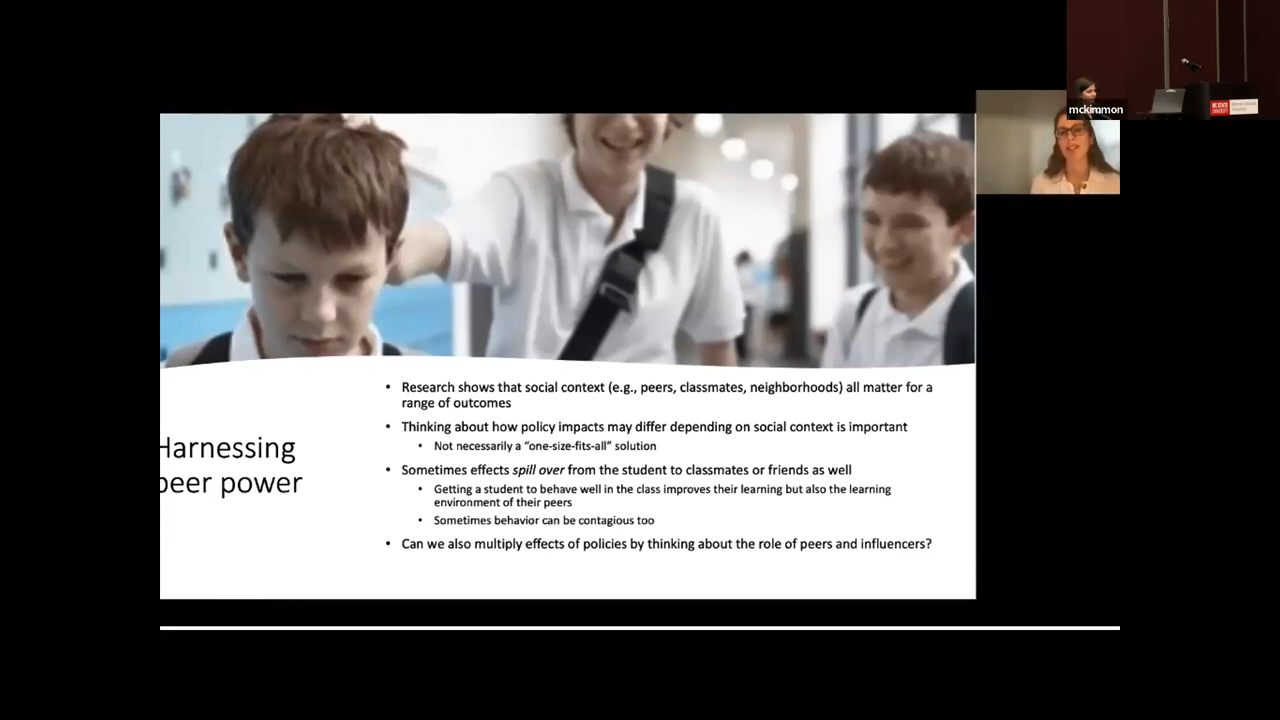 mckimmon
NC STATE
UNIVERSITY
Harnessing
peer power
• Research shows that social context (e.g., peers, classmates, neighborhoods) all matter for a
range of outcomes
• Thinking about how policy impacts may differ depending on social context is important
• Not necessarily a “one-size-fits-all” solution
• Sometimes effects spill over from the student to classmates or friends as well
• Getting a student to behave well in the class improves their learning but also the learning
environment of their peers
• Sometimes behavior can be contagious too
• Can we also multiply effects of policies by thinking about the role of peers and influencers?